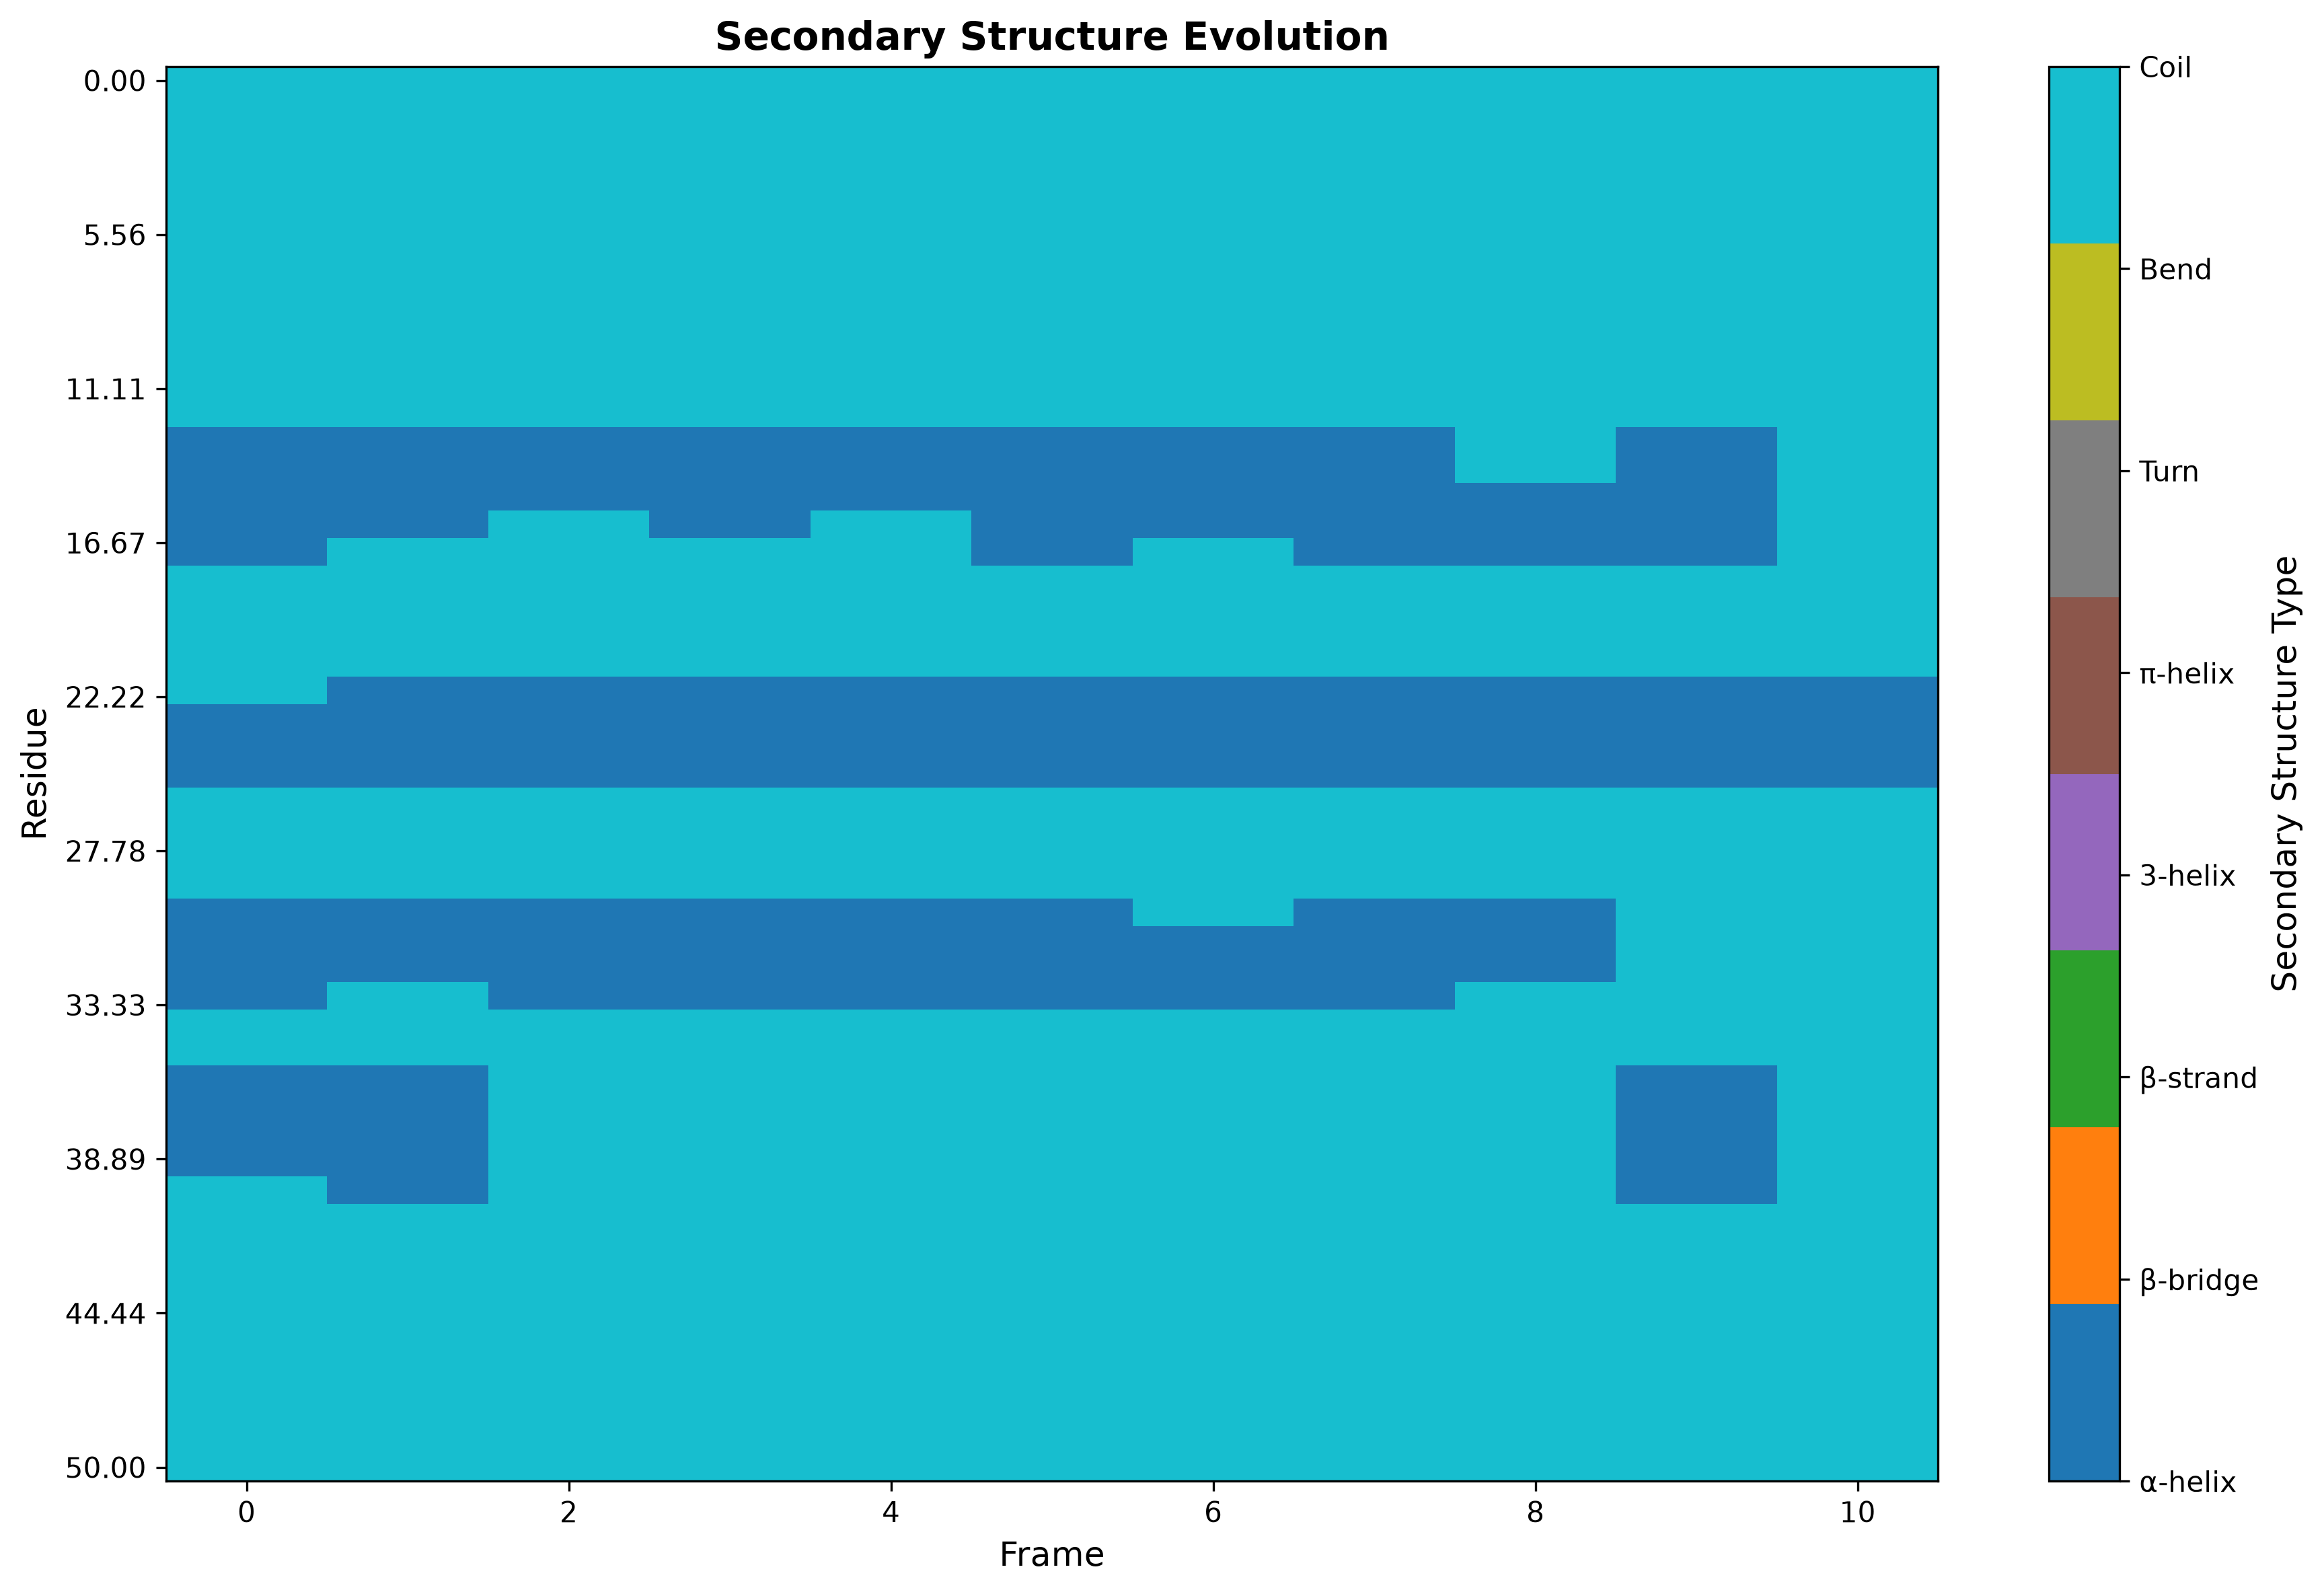 Secondary Structure Evolution
Residue
0.00
5.56
11.11
16.67
22.22
27.78
33.33
38.89
44.44
50.00
0 2 4 6 8 10
Frame
Coil
Bend
Turn
π-helix
3-helix
β-strand
β-bridge
α-helix
Secondary Structure Type